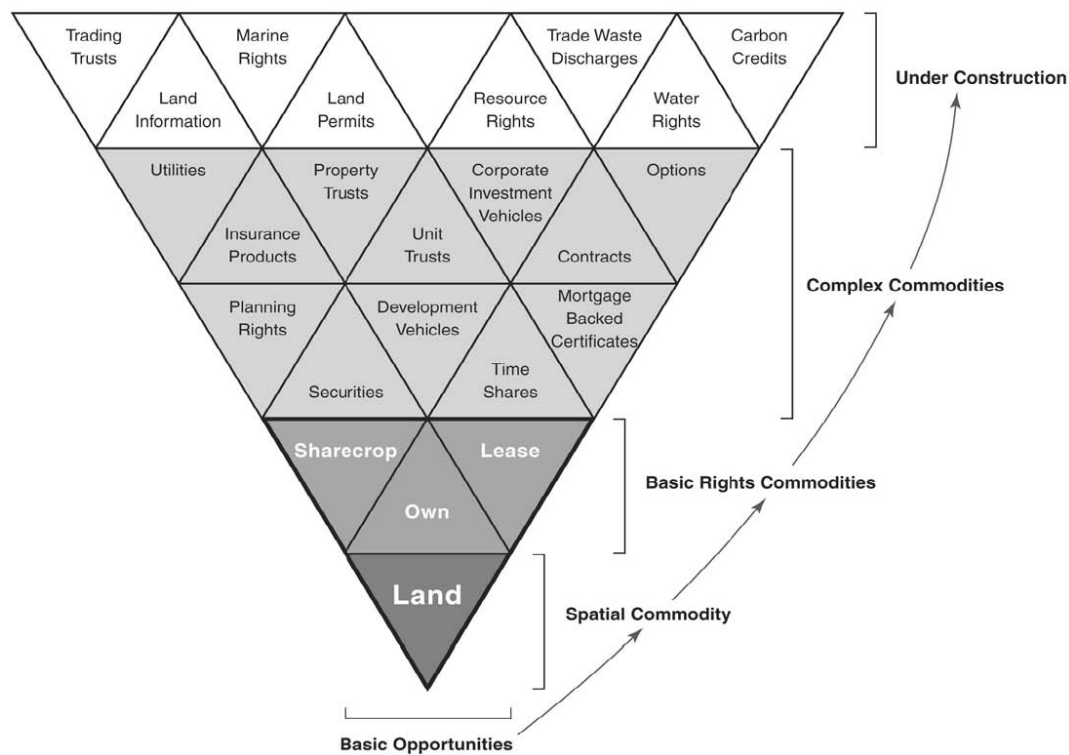 Trading
Trusts
Marine
Rights
Trade Waste
Discharges
Carbon
Credits
Land
Information
Land
Permits
Resource
Rights
Water
Rights
Under Construction
Utilities
Property
Trusts
Corporate
Investment
Vehicles
Options
Insurance
Products
Unit
Trusts
Contracts
Complex Commodities
Planning
Rights
Development
Vehicles
Mortgage
Backed
Certificates
Securities
Time
Shares
Sharecrop
Lease
Own
Basic Rights Commodities
Land
Spatial Commodity
Basic Opportunities